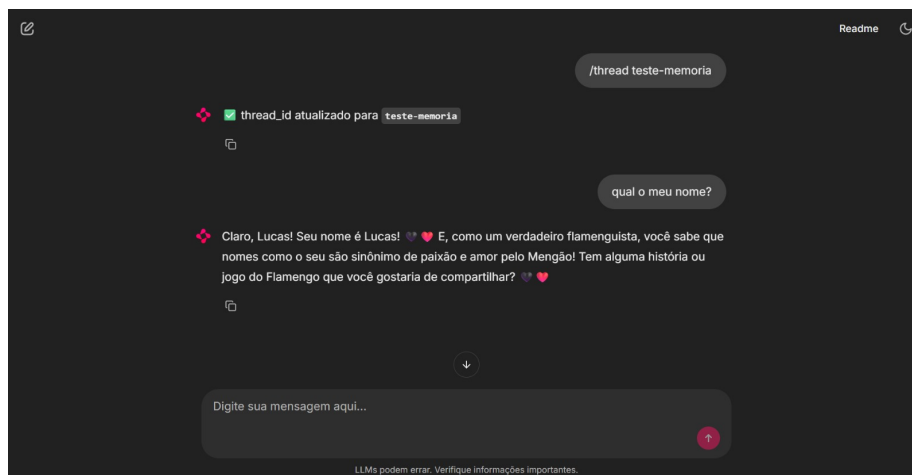 Readme
/thread teste-memoria
✅ thread_id atualizado para teste-memoria
qual o meu nome?
Claro, Lucas! Seu nome é Lucas! 🖤 ❤️ E, como um verdadeiro flamenguista, você sabe que
nomes como o seu são sinônimo de paixão e amor pelo Mengão! Tem alguma história ou
jogo do Flamengo que você gostaria de compartilhar? 🖤 ❤️
Digite sua mensagem aqui...
LLMs podem errar. Verifique informações importantes.